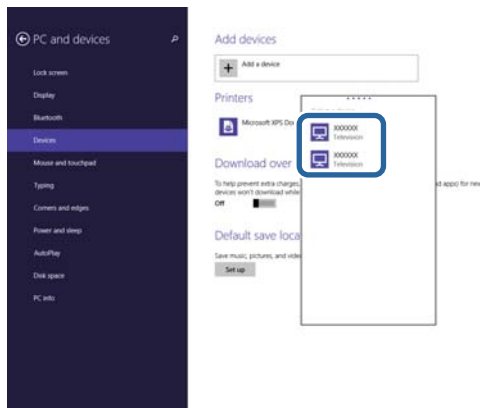 PC and devices
Lock screen
Display
Bluetooth
Devices
Mouse and touchpad
Typing
Corners and edges
Power and sleep
AutoPlay
Disk space
PC info
Add devices
Add a device
Printers
Microsoft XPS Do
XXXXXX
Television
XXXXXX
Television
Download over
To help prevent extra charges,
d apps) for new
devices won't download while
Off
Default save loca
Save music, pictures, and vide
Set up